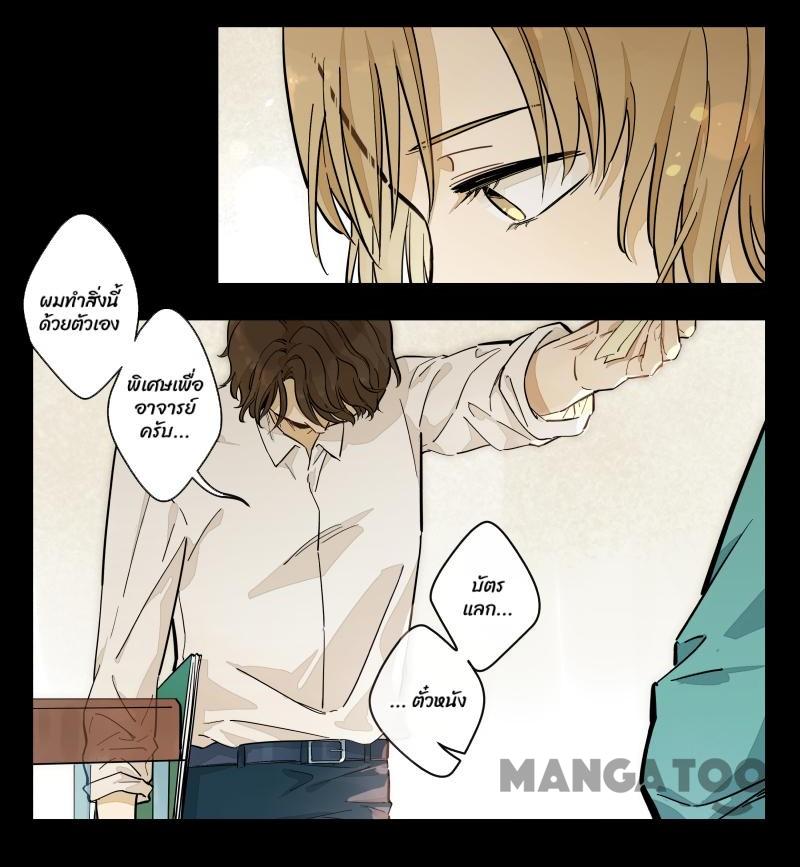 ผมทำสิ่งนี้
ด้วยตัวเอง
พิเศษเพื่อ
อาจารย์
ครับ...
บัตร
แลก...
... ตั๋วหนัง
MANGATOO